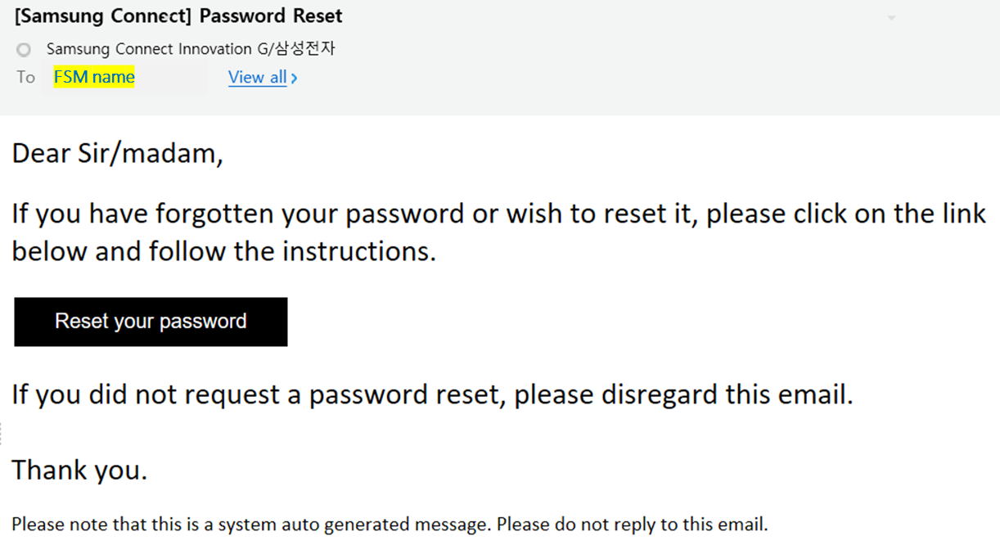 [Samsung Connect] Password Reset
Samsung Connect Innovation G/삼성전자
To FSM name View all >
Dear Sir/madam,
If you have forgotten your password or wish to reset it, please click on the link
below and follow the instructions.
Reset your password
If you did not request a password reset, please disregard this email.
Thank you.
Please note that this is a system auto generated message. Please do not reply to this email.